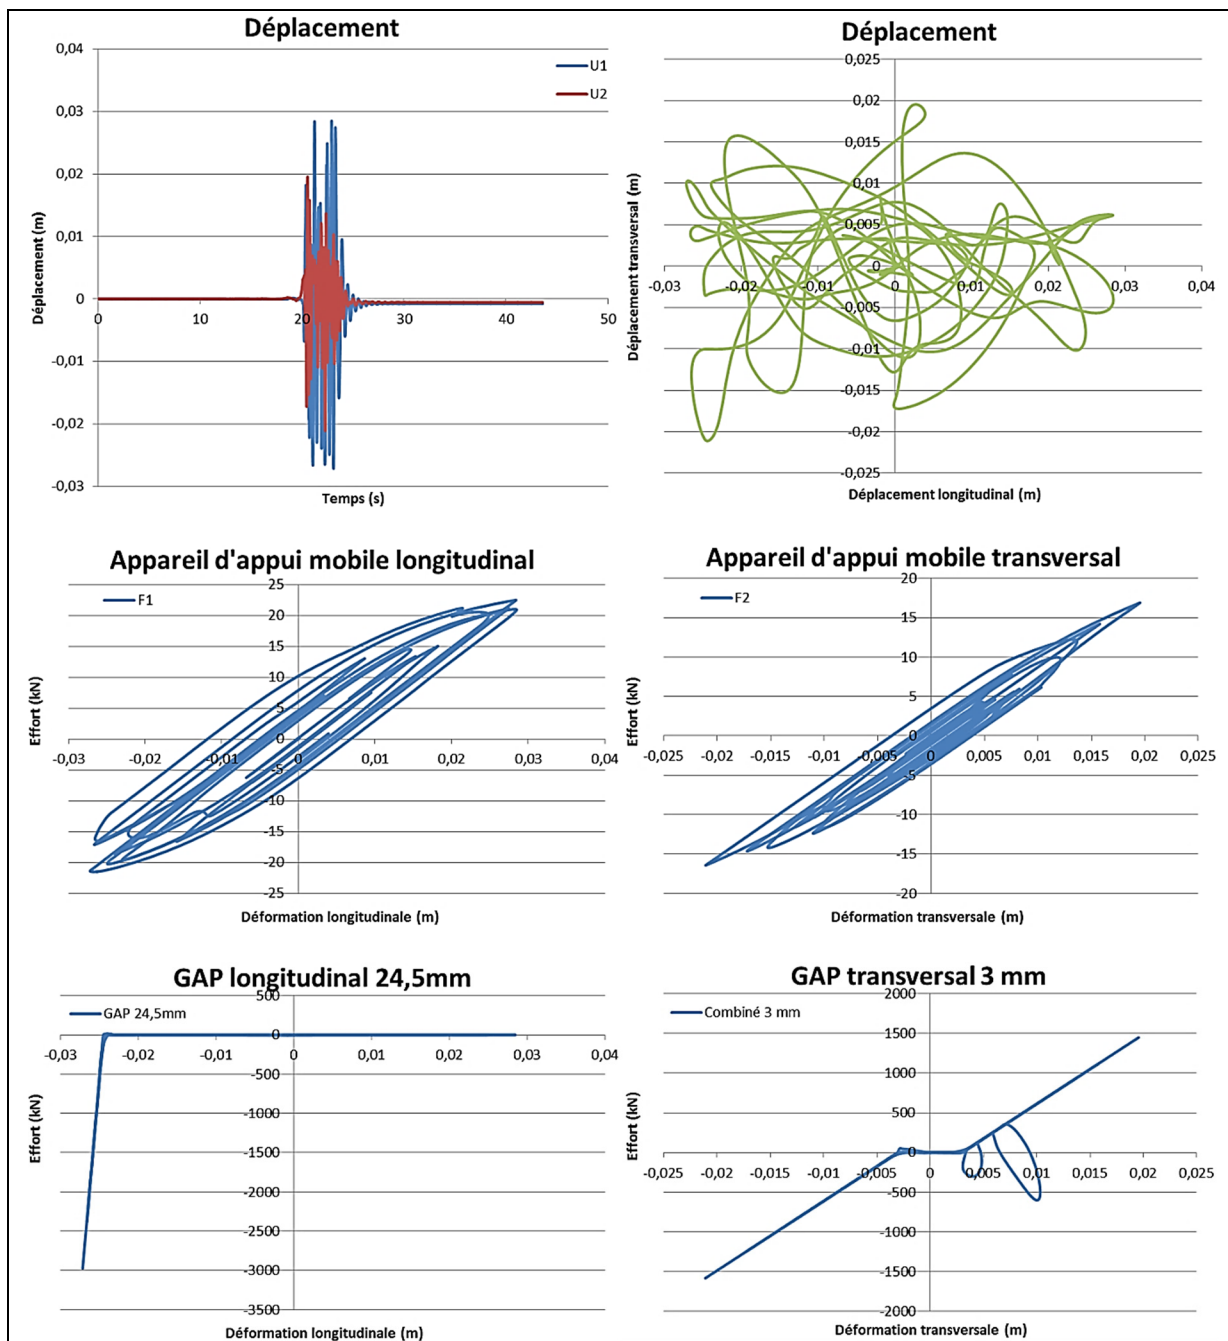 Déplacement
0,04
0,03
0,02
0,01
0
-0,01
-0,02
-0,03
0 10 20 30 40 50
U1
U2
Déplacement (m)
Temps (s)
Déplacement
0,025
0,02
0,015
0,01
0,005
0
-0,005
-0,01
-0,015
-0,02
-0,025
-0,03 -0,02 -0,01 0 0,01 0,02 0,03 0,04
Déplacement transversal (m)
Déplacement longitudinal (m)
Appareil d'appui mobile longitudinal
25
20
15
10
5
0
-5
-10
-15
-20
-25
F1
-0,03 -0,02 -0,01 0 0,01 0,02 0,03 0,04
Effort (kN)
Déformation longitudinale (m)
Appareil d'appui mobile transversal
20
15
10
5
0
-5
-10
-15
-20
F2
-0,025 -0,02 -0,015 -0,01 -0,005 0 0,005 0,01 0,015 0,02 0,025
Effort (kN)
Déformation transversale (m)
GAP longitudinal 24,5mm
500
0
-500
-1000
-1500
-2000
-2500
-3000
-3500
GAP 24,5mm
-0,03 -0,02 -0,01 0 0,01 0,02 0,03 0,04
Effort (kN)
Déformation longitudinale (m)
GAP transversal 3 mm
2000
1500
1000
500
0
-500
-1000
-1500
-2000
Combiné 3 mm
-0,025 -0,02 -0,015 -0,01 -0,005 0 0,005 0,01 0,015 0,02 0,025
Effort (kN)
Déformation transversale (m)